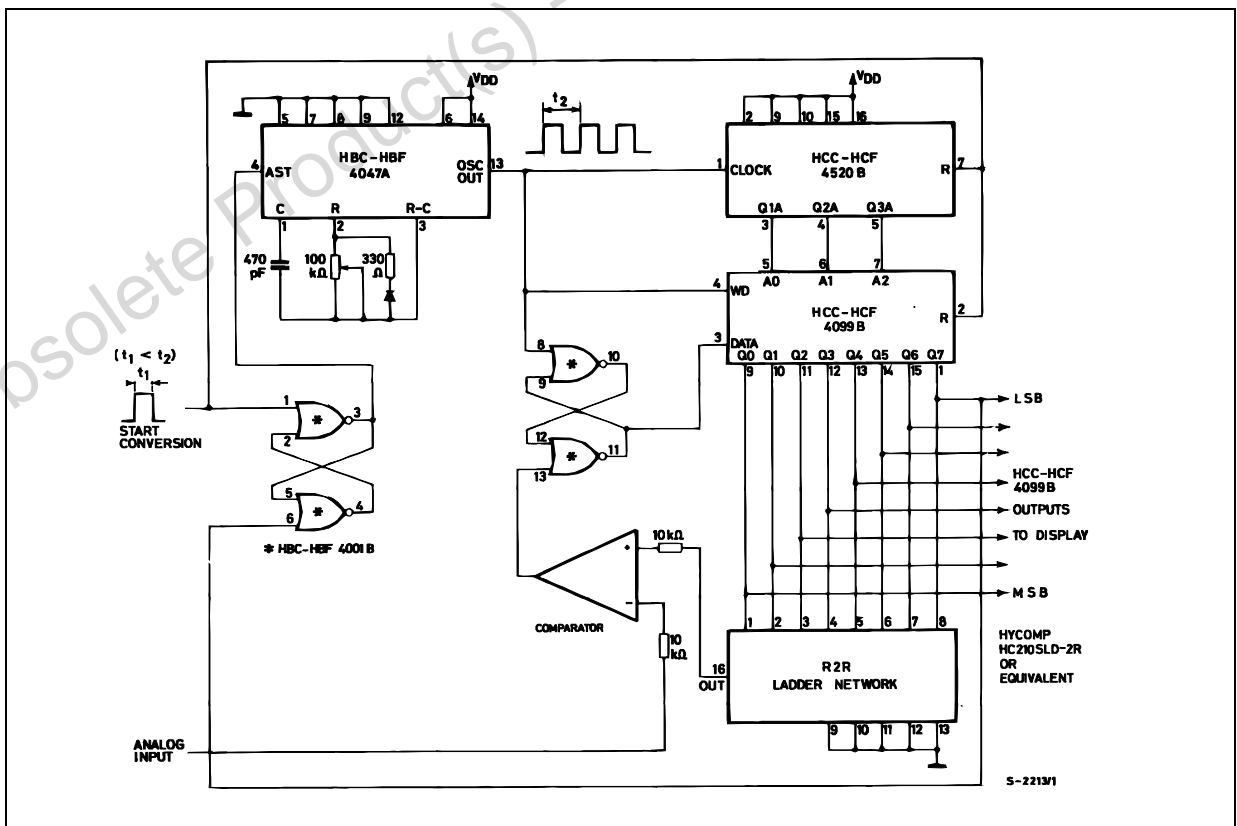 bsolete Product(s)
VDD
5 7 8 9 12 6 14
HBC-HBF
4047A
4 AST
OSC
OUT
13
C R R-C
1 2 3
470
pF
100
kΩ
330
Ω
t2
VDD
2 9 10 15 16
1 CLOCK
HCC-HCF
4520 B
R 7
Q1A Q2A Q3A
3 4 5
5 6 7
A0 A1 A2
4 WD
HCC-HCF
4099B
R 2
3 DATA
Q0 Q1 Q2 Q3 Q4 Q5 Q6 Q7
9 10 11 12 13 14 15 1
8
9
*
10
12
13
*
11
(t1 < t2)
t1
START
CONVERSION
1
2
*
3
5
6
*
4
* HBC-HBF 4001B
LSB
HCC-HCF
4099B
OUTPUTS
TO DISPLAY
MSB
+
10kΩ
-
COMPARATOR
10
kΩ
1 2 3 4 5 6 7 8
16
OUT
R2R
LADDER NETWORK
9 10 11 12 13
HYCOMP
HC210SLD-2R
OR
EQUIVALENT
ANALOG
INPUT
S-2213/1